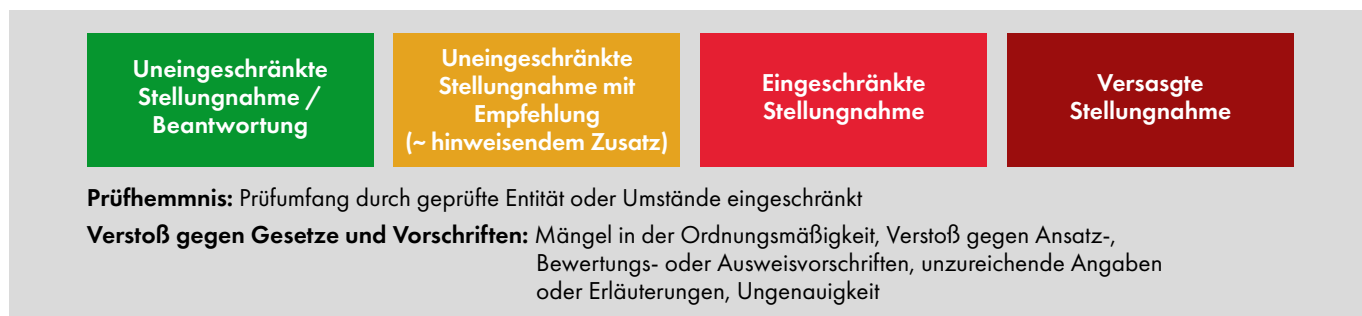 Uneingeschränkte
Stellungnahme /
Beantwortung
Uneingeschränkte
Stellungnahme mit
Empfehlung
(~ hinweisendem Zusatz)
Eingeschränkte
Stellungnahme
Versasgte
Stellungnahme
Prüfhemmnis: Prüfumfang durch geprüfte Entität oder Umstände eingeschränkt
Verstoß gegen Gesetze und Vorschriften: Mängel in der Ordnungsmäßigkeit, Verstoß gegen Ansatz-,
Bewertungs- oder Ausweisvorschriften, unzureichende Angaben
oder Erläuterungen, Ungenauigkeit